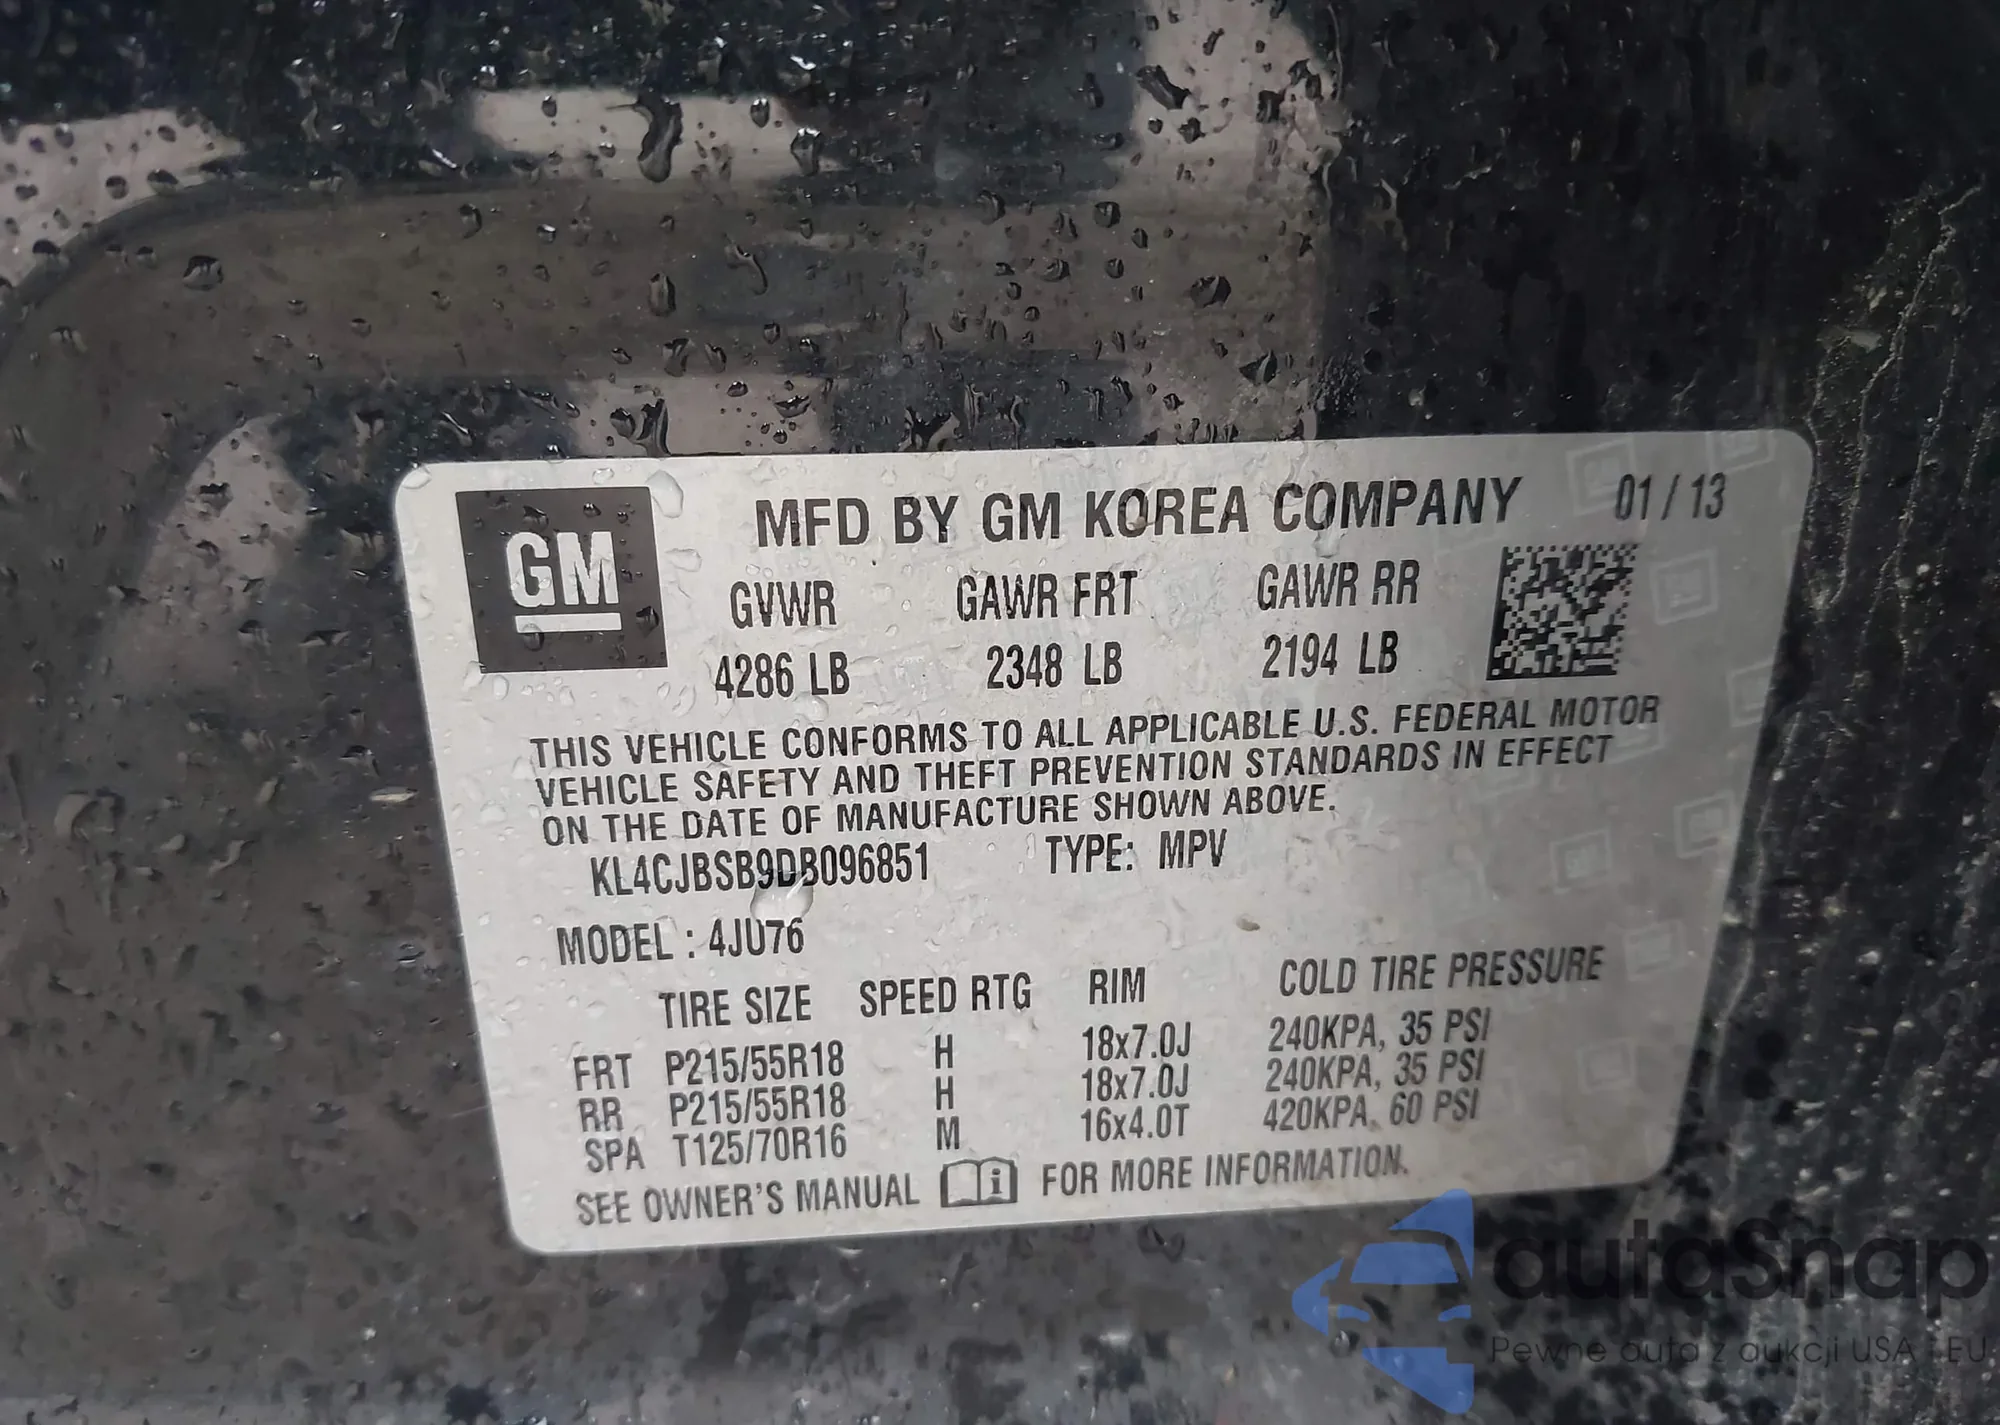 GM
MFD BY GM KOREA COMPANY 01/13
GVWR GAWR FRT GAWR RR
4286 LB 2348 LB 2194 LB
THIS VEHICLE CONFORMS TO ALL APPLICABLE U.S. FEDERAL MOTOR
VEHICLE SAFETY AND THEFT PREVENTION STANDARDS IN EFFECT
ON THE DATE OF MANUFACTURE SHOWN ABOVE.
KL4CJBSB9DB096851 TYPE: MPV
MODEL : 4JU76
TIRE SIZE SPEED RTG RIM COLD TIRE PRESSURE
FRT P215/55R18 H 18x7.0J 240KPA, 35 PSI
RR P215/55R18 H 18x7.0J 240KPA, 35 PSI
SPA T125/70R16 M 16x4.0T 420KPA, 60 PSI
SEE OWNER'S MANUAL i FOR MORE INFORMATION.
autaSnap
Pewne auta z aukcji USA i EU